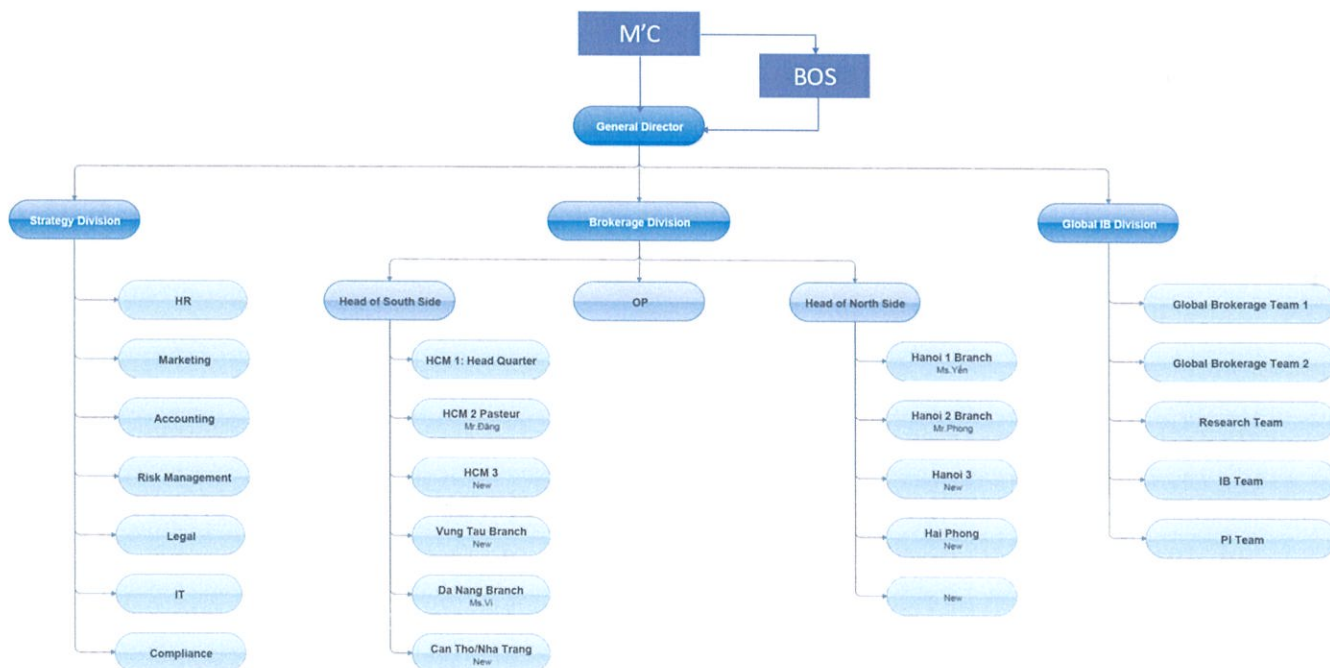 M'C
BOS
General Director
Strategy Division
Brokerage Division
Global IB Division
HR
Marketing
Accounting
Risk Management
Legal
IT
Compliance
Head of South Side
OP
Head of North Side
HCM 1: Head Quarter
HCM 2 Pasteur
Mr.Đăng
HCM 3
New
Vung Tau Branch
New
Da Nang Branch
Ms.Vi
Can Tho/Nha Trang
New
Hanoi 1 Branch
Ms.Yến
Hanoi 2 Branch
Mr.Phong
Hanoi 3
New
Hai Phong
New
New
Global Brokerage Team 1
Global Brokerage Team 2
Research Team
IB Team
PI Team